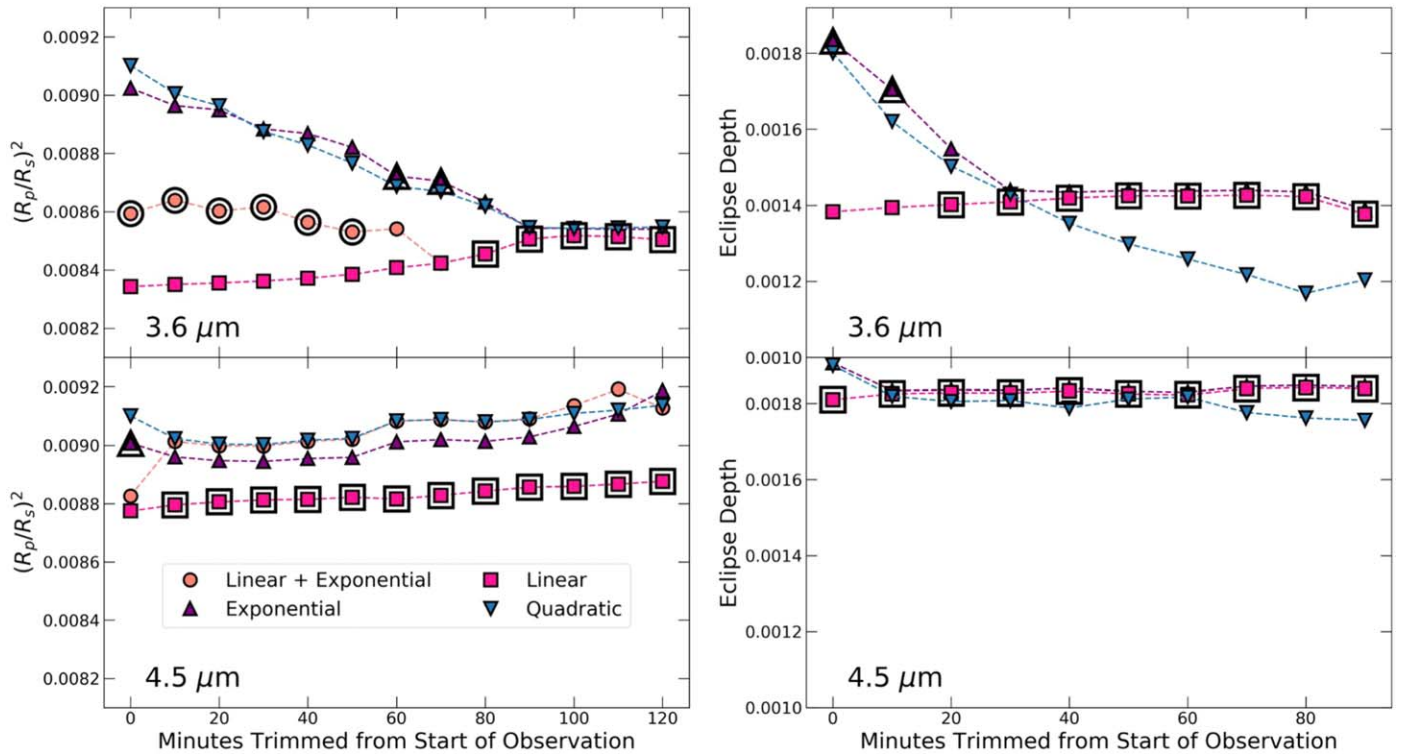 0.0092
0.0090
0.0088
0.0086
0.0084
0.0082
(Rp/Rs)²
3.6 μm
0.0018
0.0016
0.0014
0.0012
0.0010
Eclipse Depth
3.6 μm
0.0092
0.0090
0.0088
0.0086
0.0084
0.0082
(Rp/Rs)²
Linear + Exponential
Linear
Exponential
Quadratic
4.5 μm
0 20 40 60 80 100 120
Minutes Trimmed from Start of Observation
0.0018
0.0016
0.0014
0.0012
0.0010
Eclipse Depth
4.5 μm
0 20 40 60 80
Minutes Trimmed from Start of Observation